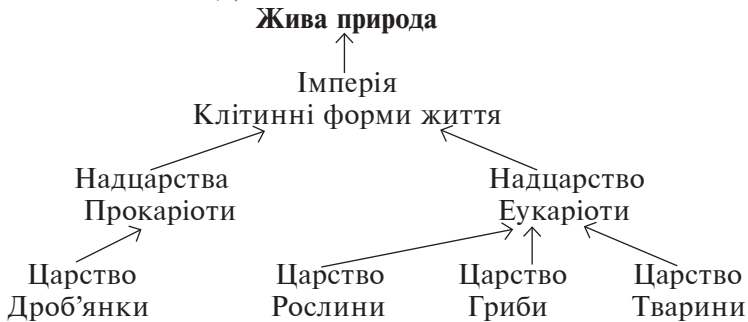 Жива природа
Імперія
Клітинні форми життя
Надцарства Надцарство
Прокаріоти Еукаріоти
Царство Царство Царство Царство
Дроб’янки Рослини Гриби Тварини